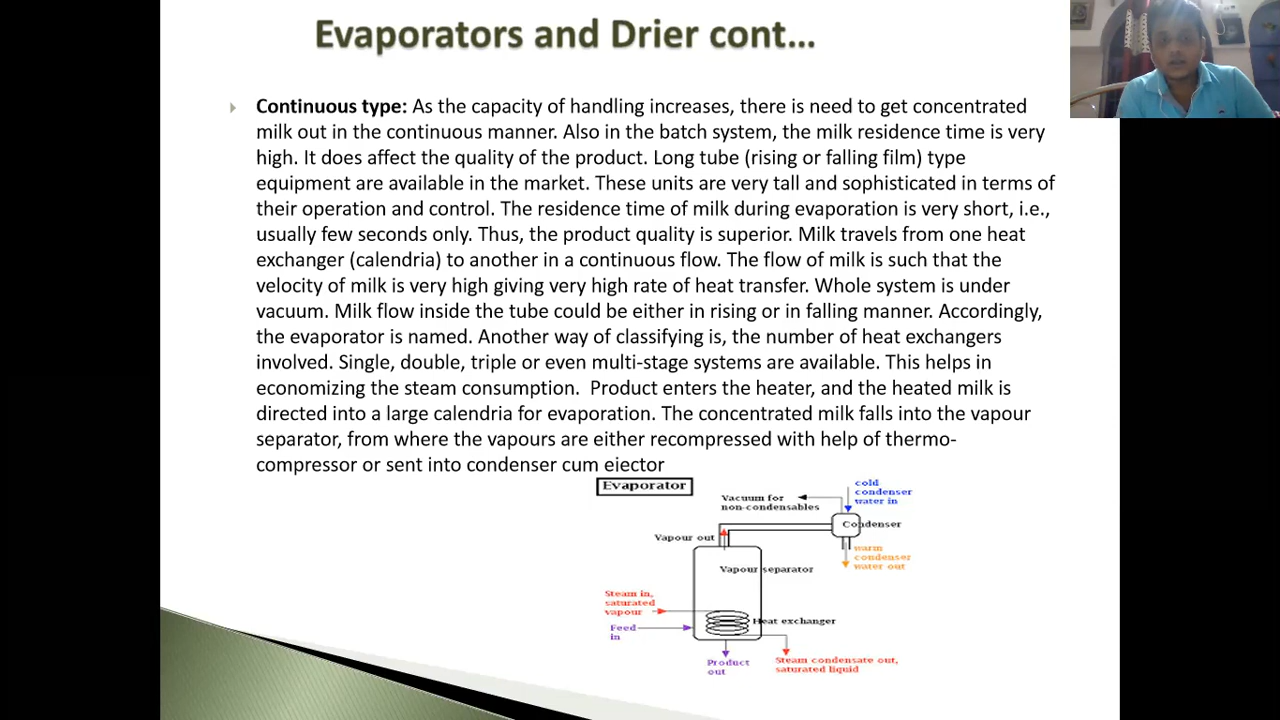 Evaporators and Drier cont...
Continuous type: As the capacity of handling increases, there is need to get concentrated
milk out in the continuous manner. Also in the batch system, the milk residence time is very
high. It does affect the quality of the product. Long tube (rising or falling film) type
equipment are available in the market. These units are very tall and sophisticated in terms of
their operation and control. The residence time of milk during evaporation is very short, i.e.,
usually few seconds only. Thus, the product quality is superior. Milk travels from one heat
exchanger (calendria) to another in a continuous flow. The flow of milk is such that the
velocity of milk is very high giving very high rate of heat transfer. Whole system is under
vacuum. Milk flow inside the tube could be either in rising or in falling manner. Accordingly,
the evaporator is named. Another way of classifying is, the number of heat exchangers
involved. Single, double, triple or even multi-stage systems are available. This helps in
economizing the steam consumption.  Product enters the heater, and the heated milk is
directed into a large calendria for evaporation. The concentrated milk falls into the vapour
separator, from where the vapours are either recompressed with help of thermo-
compressor or sent into condenser cum ejector
Evaporator
cold
condenser
water in
Vacuum for
non-condensables
Condenser
Vapour out
warm
condenser
water out
Vapour separator
Steam in,
saturated
vapour
Heat exchanger
Feed
in
Product
out
Steam condensate out,
saturated liquid